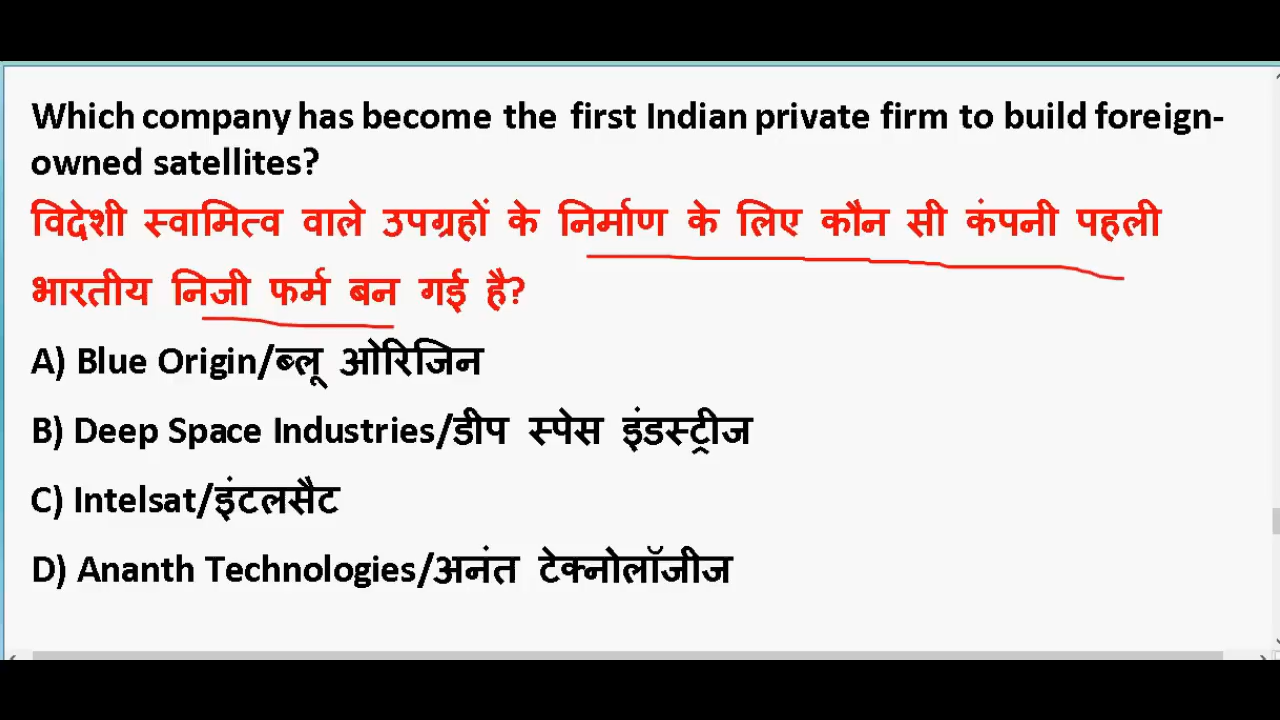 Which company has become the first Indian private firm to build foreign-
owned satellites?
विदेशी स्वामित्व वाले उपग्रहों के निर्माण के लिए कौन सी कंपनी पहली
भारतीय निजी फर्म बन गई है?
A) Blue Origin/ब्लू ओरिजिन
B) Deep Space Industries/डीप स्पेस इंडस्ट्रीज
C) Intelsat/इंटलसैट
D) Ananth Technologies/अनंत टेक्नोलॉजीज